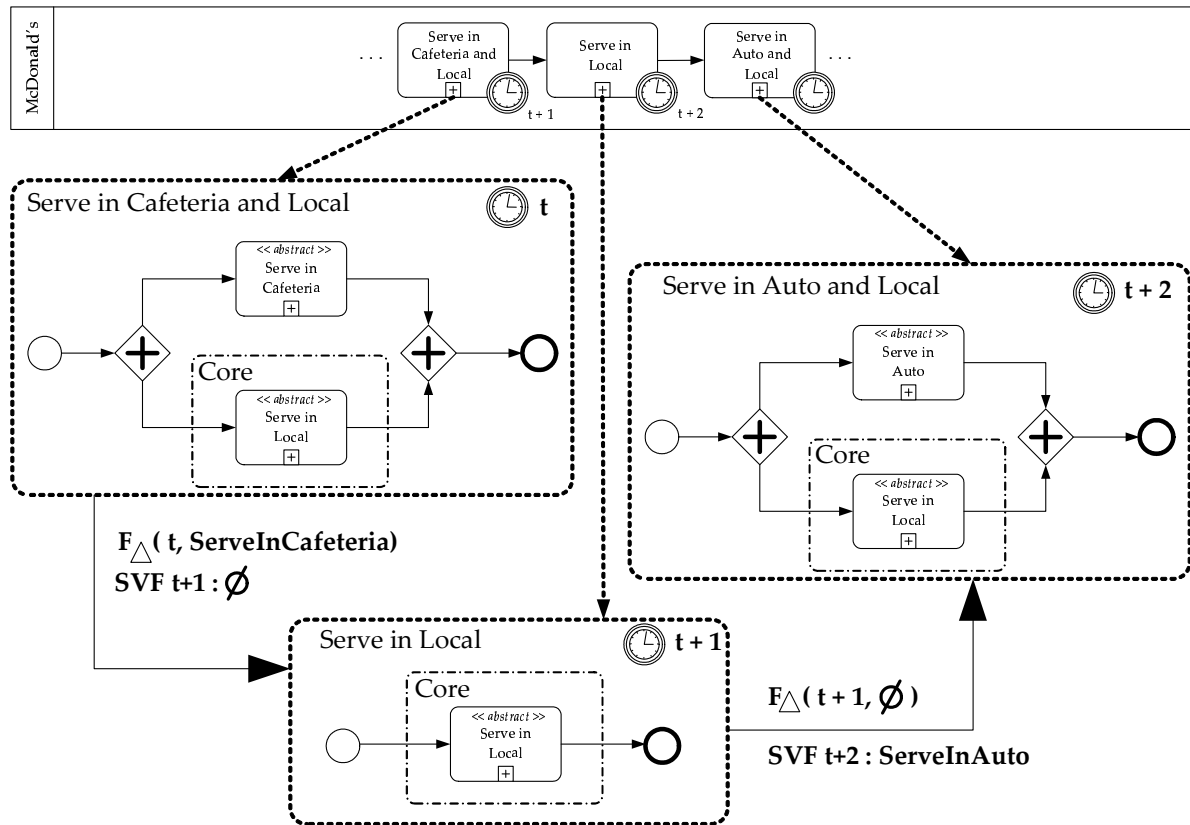 McDonald's
. . .
Serve in
Cafeteria and
Local
+
t + 1
Serve in
Local
+
t + 2
Serve in
Auto and
Local
+
. . .
Serve in Cafeteria and Local
t
<< abstract >>
Serve in
Cafeteria
+
Core
<< abstract >>
Serve in
Local
+
Serve in Auto and Local
t + 2
<< abstract >>
Serve in
Auto
+
Core
<< abstract >>
Serve in
Local
+
F△( t, ServeInCafeteria)
SVF t+1 : ∅
Serve in Local
t + 1
Core
<< abstract >>
Serve in
Local
+
F△( t + 1, ∅ )
SVF t+2 : ServeInAuto